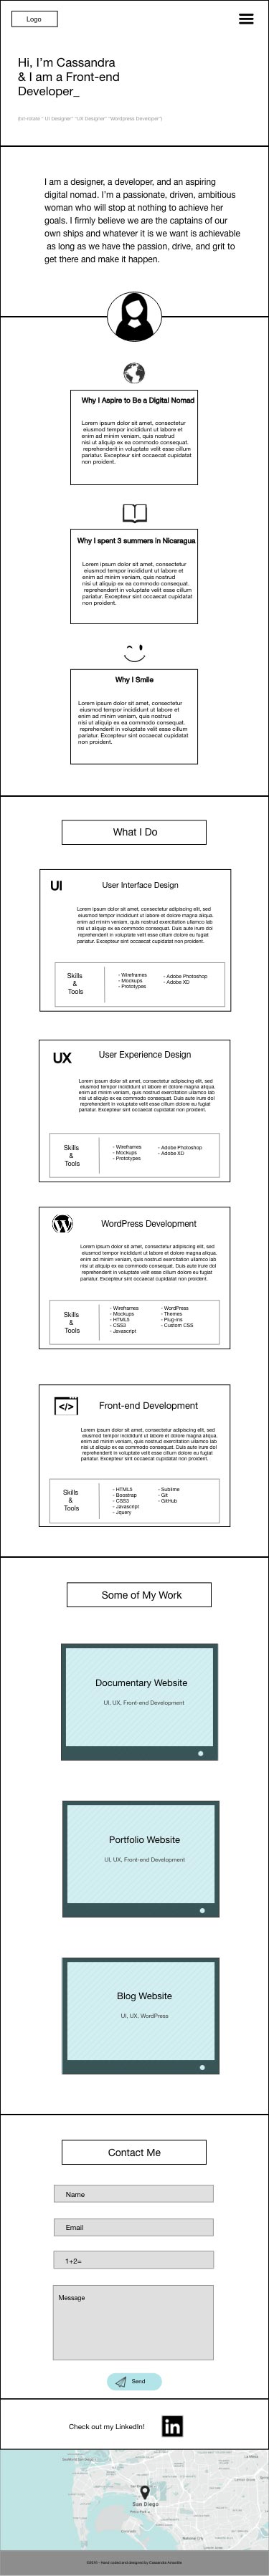 Logo
Hi, I'm Cassandra
& I am a Front-end
Developer_
(txt-rotate " UI Designer" "UX Designer" "Wordpress Developer")
I am a designer, a developer, and an aspiring
digital nomad. I'm a passionate, driven, ambitious
woman who will stop at nothing to achieve her
goals. I firmly believe we are the captains of our
own ships and whatever it is we want is achievable
as long as we have the passion, drive, and grit to
get there and make it happen.
Why I Aspire to Be a Digital Nomad
Lorem ipsum dolor sit amet, consectetur
eiusmod tempor incididunt ut labore et
enim ad minim veniam, quis nostrud
nisi ut aliquip ex ea commodo consequat.
reprehenderit in voluptate velit esse cillum
pariatur. Excepteur sint occaecat cupidatat
non proident.
Why I spent 3 summers in Nicaragua
Lorem ipsum dolor sit amet, consectetur
eiusmod tempor incididunt ut labore et
enim ad minim veniam, quis nostrud
nisi ut aliquip ex ea commodo consequat.
reprehenderit in voluptate velit esse cillum
pariatur. Excepteur sint occaecat cupidatat
non proident.
Why I Smile
Lorem ipsum dolor sit amet, consectetur
eiusmod tempor incididunt ut labore et
enim ad minim veniam, quis nostrud
nisi ut aliquip ex ea commodo consequat.
reprehenderit in voluptate velit esse cillum
pariatur. Excepteur sint occaecat cupidatat
non proident.
What I Do
UI
User Interface Design
Lorem ipsum dolor sit amet, consectetur adipiscing elit, sed
eiusmod tempor incididunt ut labore et dolore magna aliqua.
enim ad minim veniam, quis nostrud exercitation ullamco lab
nisi ut aliquip ex ea commodo consequat. Duis aute irure dol
reprehenderit in voluptate velit esse cillum dolore eu fugiat
pariatur. Excepteur sint occaecat cupidatat non proident.
Skills
&
Tools
- Wireframes
- Mockups
- Prototypes
- Adobe Photoshop
- Adobe XD
UX
User Experience Design
Lorem ipsum dolor sit amet, consectetur adipiscing elit, sed
eiusmod tempor incididunt ut labore et dolore magna aliqua.
enim ad minim veniam, quis nostrud exercitation ullamco lab
nisi ut aliquip ex ea commodo consequat. Duis aute irure dol
reprehenderit in voluptate velit esse cillum dolore eu fugiat
pariatur. Excepteur sint occaecat cupidatat non proident.
Skills
&
Tools
- Wireframes
- Mockups
- Prototypes
- Adobe Photoshop
- Adobe XD
WordPress Development
Lorem ipsum dolor sit amet, consectetur adipiscing elit, sed
eiusmod tempor incididunt ut labore et dolore magna aliqua.
enim ad minim veniam, quis nostrud exercitation ullamco lab
nisi ut aliquip ex ea commodo consequat. Duis aute irure dol
reprehenderit in voluptate velit esse cillum dolore eu fugiat
pariatur. Excepteur sint occaecat cupidatat non proident.
Skills
&
Tools
- Wireframes
- Mockups
- HTML5
- CSS3
- Javascript
- WordPress
- Themes
- Plug-ins
- Custom CSS
</>
Front-end Development
Lorem ipsum dolor sit amet, consectetur adipiscing elit, sed
eiusmod tempor incididunt ut labore et dolore magna aliqua.
enim ad minim veniam, quis nostrud exercitation ullamco lab
nisi ut aliquip ex ea commodo consequat. Duis aute irure dol
reprehenderit in voluptate velit esse cillum dolore eu fugiat
pariatur. Excepteur sint occaecat cupidatat non proident.
Skills
&
Tools
- HTML5
- Boostrap
- CSS3
- Javascript
- Jquery
- Sublime
- Git
- GitHub
Some of My Work
Documentary Website
UI, UX, Front-end Development
Portfolio Website
UI, UX, Front-end Development
Blog Website
UI, UX, WordPress
Contact Me
Name
Email
1+2=
Message
Send
Check out my LinkedIn!
in
San Diego
National City